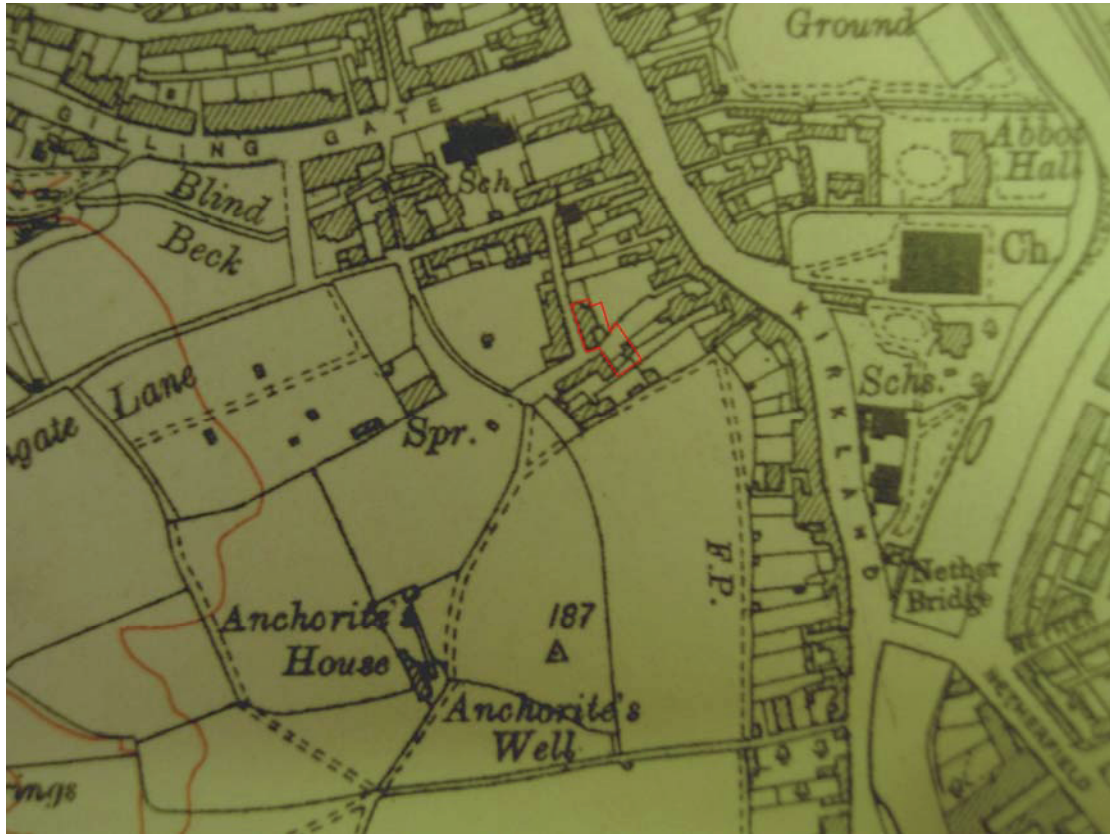 Ground
GILLING GATE
Abbot
Hall
Sch.
Blind
Beck
Ch.
KIRKLAND
Lane
Schs.
Spr.
F.P.
Nether
Bridge
Anchorite's
House
187
NETHERFIELD
Anchorite's
Well